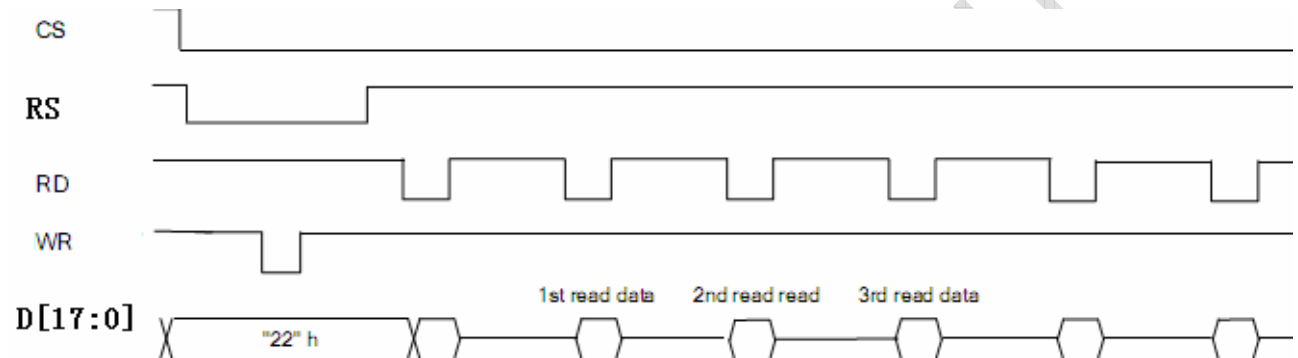 CS
RS
RD
WR
1st read data 2nd read read 3rd read data
D[17:0]
"22" h